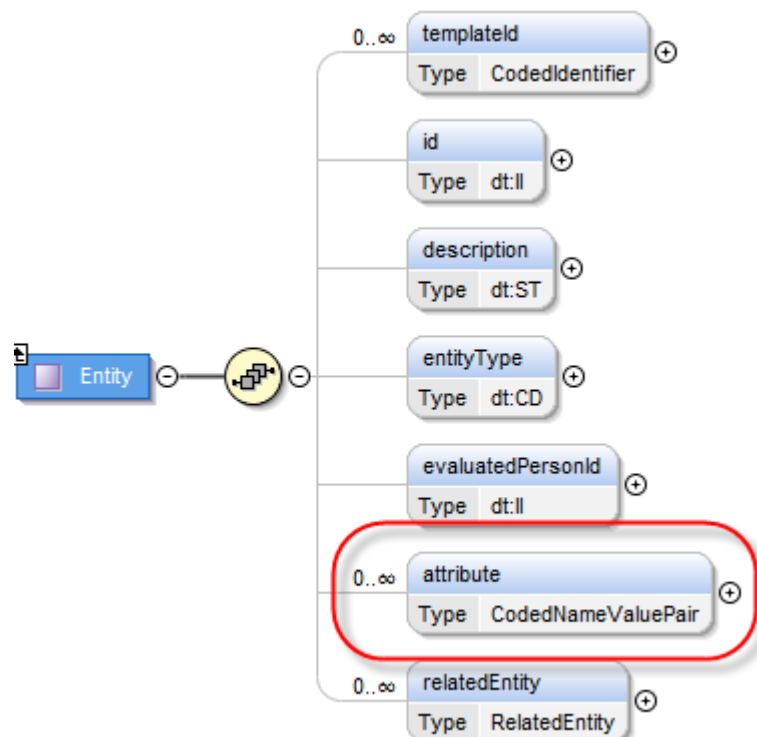 0..∞ templateId
Type CodedIdentifier
id
Type dt:II
description
Type dt:ST
entityType
Type dt:CD
Entity
evaluatedPersonId
Type dt:II
0..∞ attribute
Type CodedNameValuePair
0..∞ relatedEntity
Type RelatedEntity